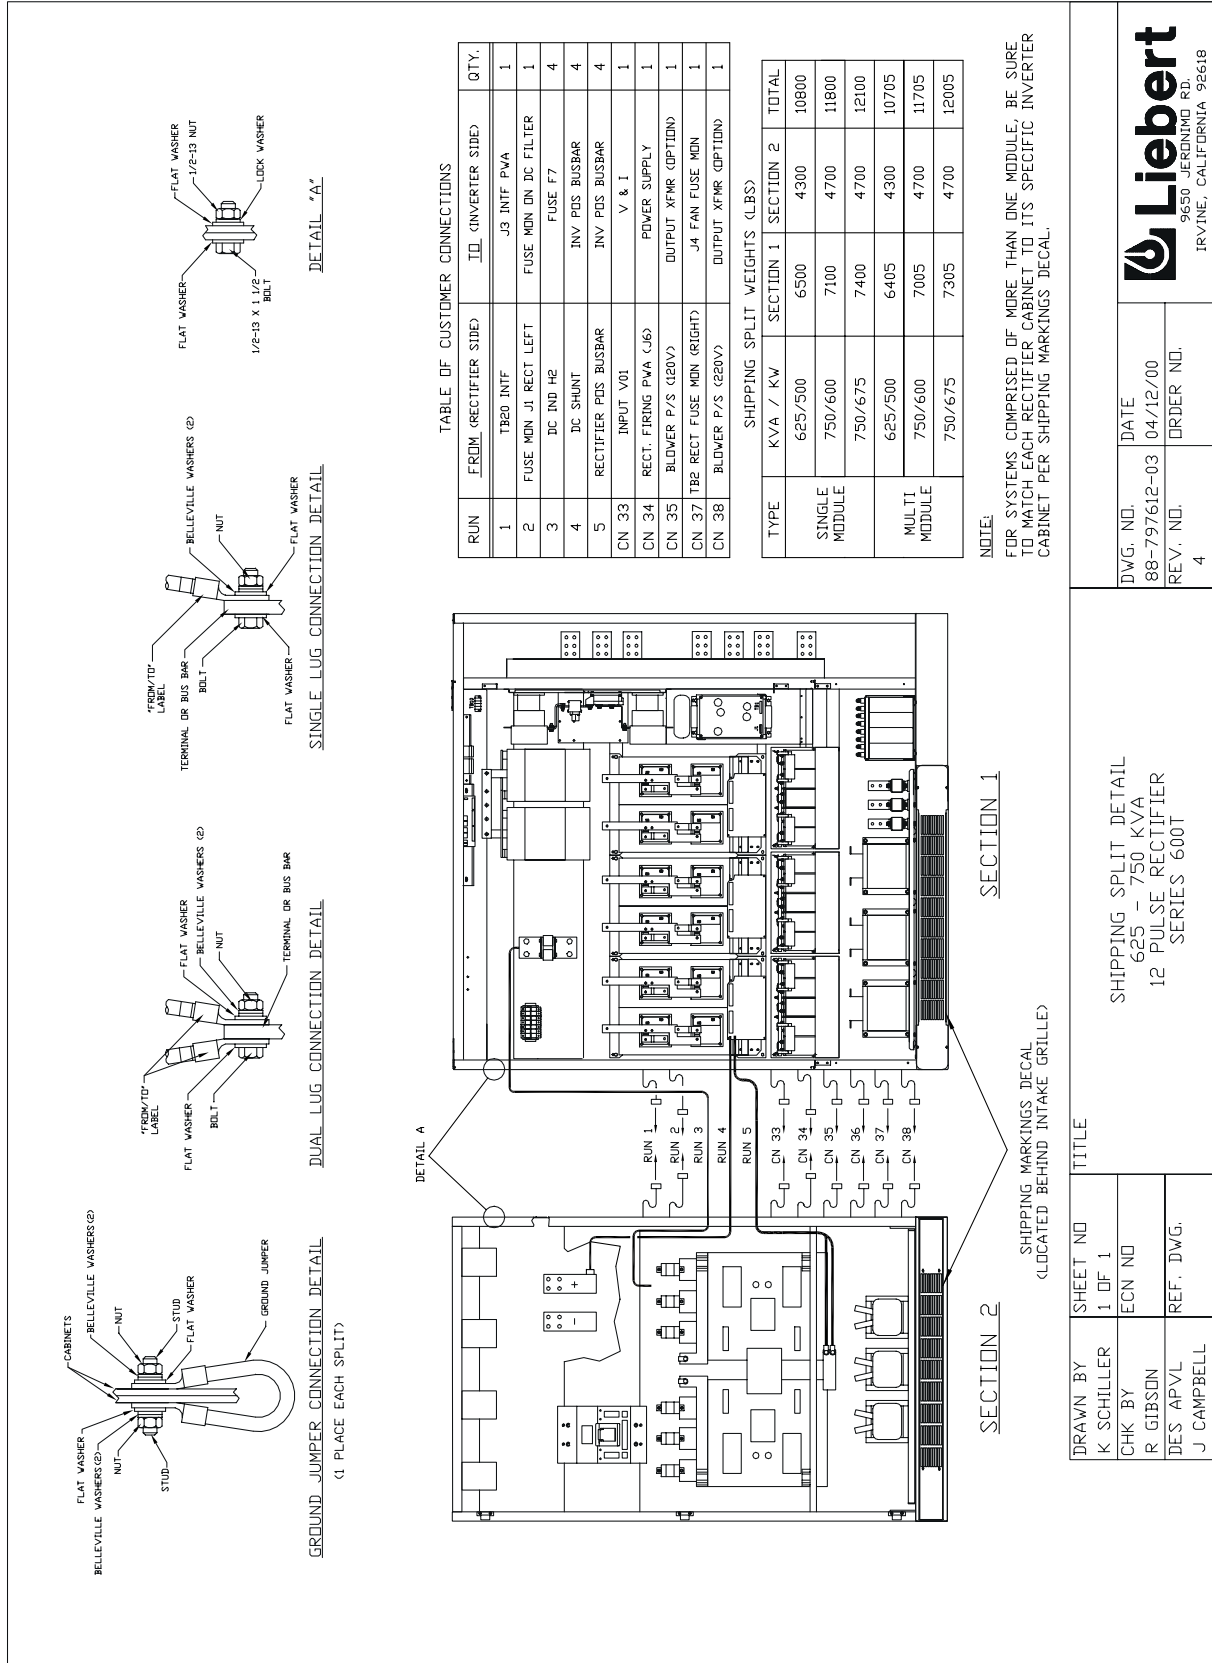 FLAT WASHER
BELLEVILLE WASHERS(2)
NUT
STUD
CABINETS
BELLEVILLE WASHERS(2)
NUT
STUD
FLAT WASHER
GROUND JUMPER
GROUND JUMPER CONNECTION DETAIL
(1 PLACE EACH SPLIT)
"FROM/TO"
LABEL
FLAT WASHER
BOLT
FLAT WASHER
BELLEVILLE WASHERS (2)
NUT
TERMINAL OR BUS BAR
DUAL LUG CONNECTION DETAIL
"FROM/TO"
LABEL
TERMINAL OR BUS BAR
BOLT
FLAT WASHER
BELLEVILLE WASHERS (2)
NUT
FLAT WASHER
SINGLE LUG CONNECTION DETAIL
FLAT WASHER
1/2-13 X 1 1/2
BOLT
FLAT WASHER
1/2-13 NUT
LOCK WASHER
DETAIL "A"
DETAIL A
+
-
RUN 1
RUN 2
RUN 3
RUN 4
RUN 5
CN 33
CN 34
CN 35
CN 36
CN 37
CN 38
SECTION 2
SECTION 1
SHIPPING MARKINGS DECAL
(LOCATED BEHIND INTAKE GRILLE)
TABLE OF CUSTOMER CONNECTIONS
RUN FROM (RECTIFIER SIDE) TO (INVERTER SIDE) QTY.
1 TB20 INTF J3 INTF PWA 1
2 FUSE MON J1 RECT LEFT FUSE MON ON DC FILTER 1
3 DC IND H2 FUSE F7 4
4 DC SHUNT INV POS BUSBAR 4
5 RECTIFIER POS BUSBAR INV POS BUSBAR 4
CN 33 INPUT V01 V & I 1
CN 34 RECT. FIRING PWA (J6) POWER SUPPLY 1
CN 35 BLOWER P/S (120V) OUTPUT XFMR (OPTION) 1
CN 37 TB2 RECT FUSE MON (RIGHT) J4 FAN FUSE MON 1
CN 38 BLOWER P/S (220V) OUTPUT XFMR (OPTION) 1
SHIPPING SPLIT WEIGHTS (LBS)
TYPE KVA / KW SECTION 1 SECTION 2 TOTAL
SINGLE
MODULE
625/500 6500 4300 10800
750/600 7100 4700 11800
750/675 7400 4700 12100
MULTI
MODULE
625/500 6405 4300 10705
750/600 7005 4700 11705
750/675 7305 4700 12005
NOTE:
FOR SYSTEMS COMPRISED OF MORE THAN ONE MODULE, BE SURE
TO MATCH EACH RECTIFIER CABINET TO ITS SPECIFIC INVERTER
CABINET PER SHIPPING MARKINGS DECAL.
DRAWN BY
K SCHILLER
CHK BY
R GIBSON
DES APVL
J CAMPBELL
SHEET NO
1 OF 1
ECN NO
REF. DWG.
TITLE
SHIPPING SPLIT DETAIL
625 - 750 KVA
12 PULSE RECTIFIER
SERIES 600T
DWG. NO.
88-797612-03
REV. NO.
4
DATE
04/12/00
ORDER NO.
Liebert
9650 JERONIMO RD.
IRVINE, CALIFORNIA 92618